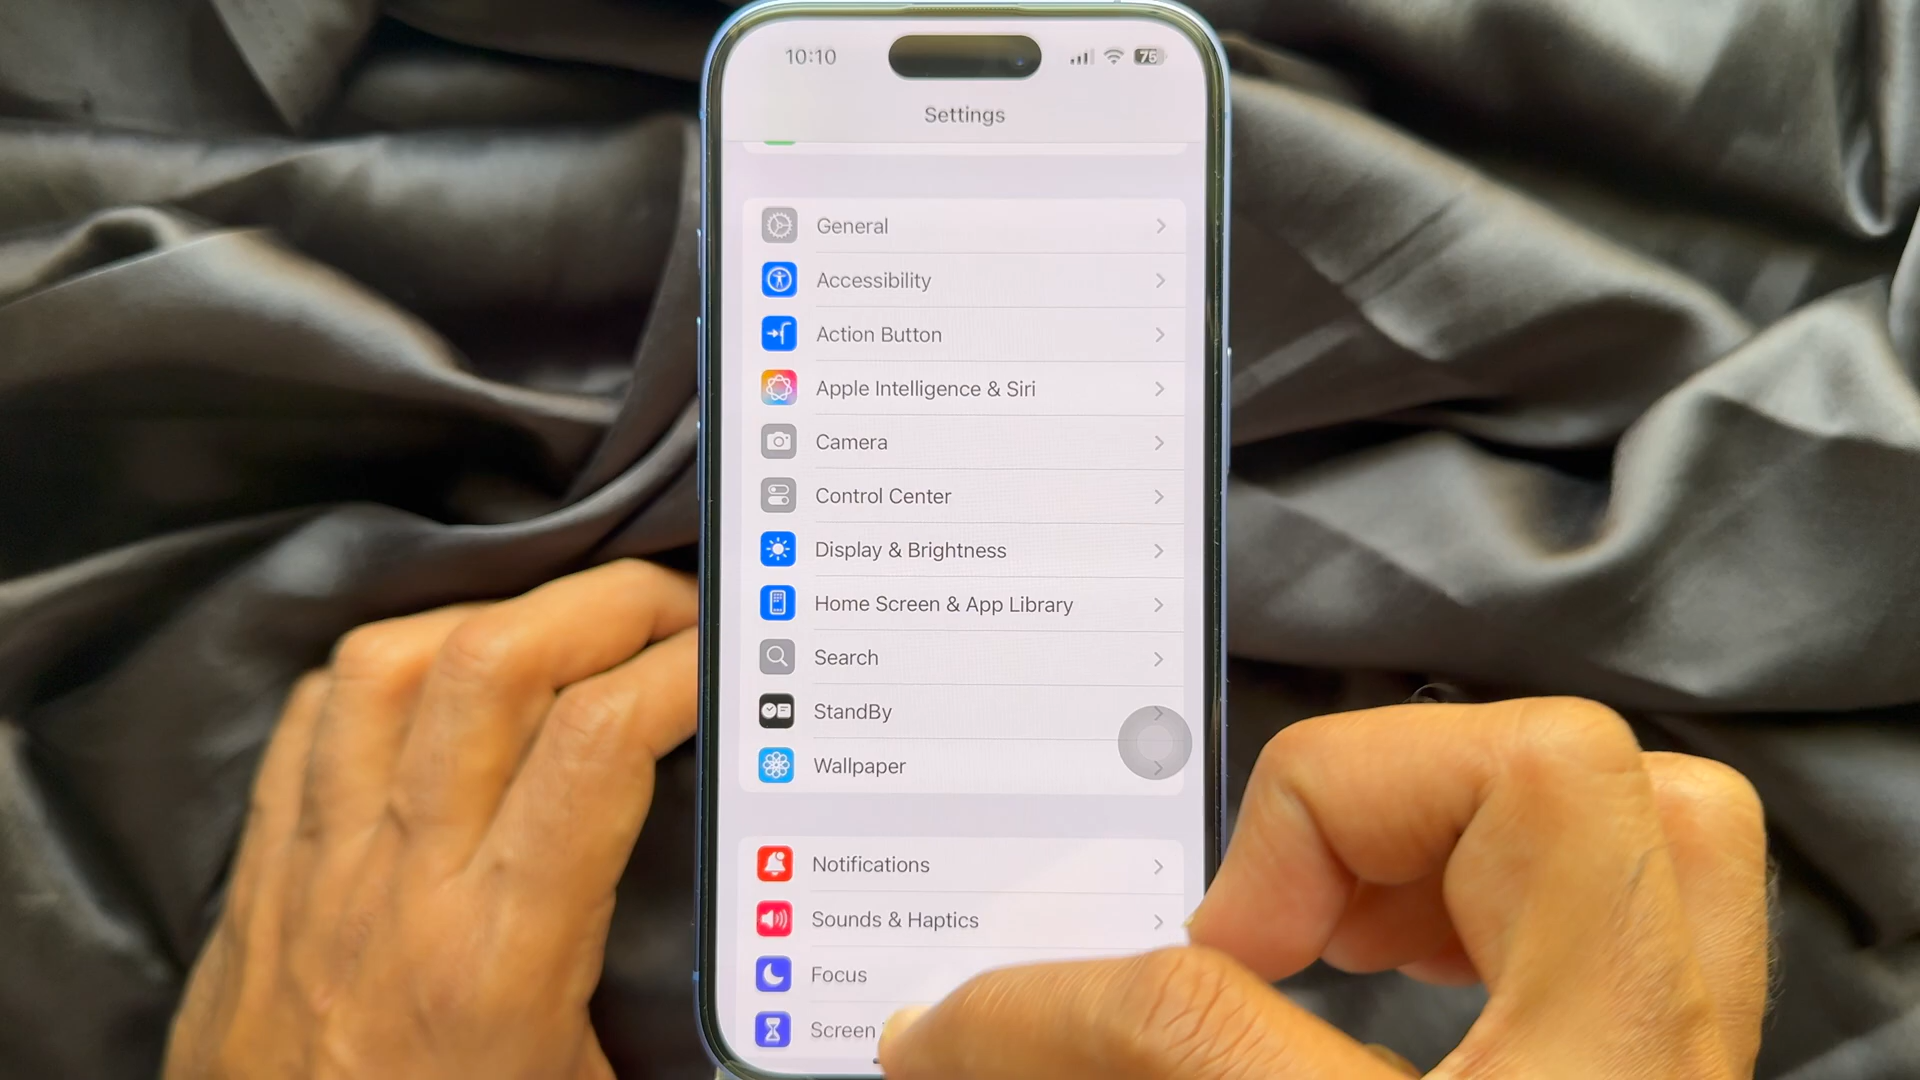 10:10
75
Settings
General
Accessibility
Action Button
Apple Intelligence & Siri
Camera
Control Center
Display & Brightness
Home Screen & App Library
Search
StandBy
Wallpaper
Notifications
Sounds & Haptics
Focus
Screen